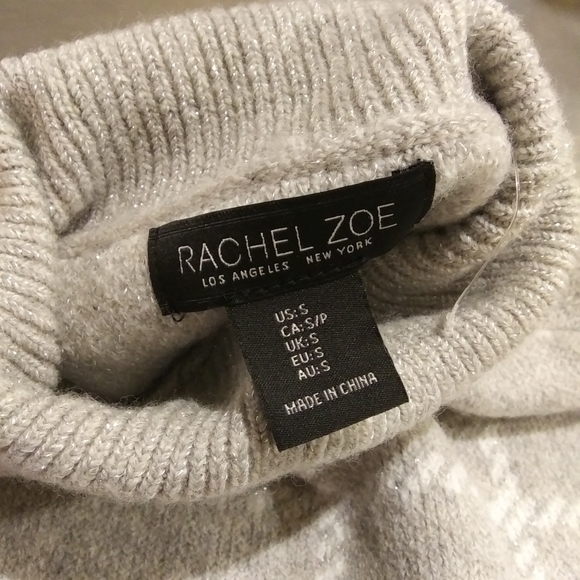 RACHEL ZOE
LOS ANGELES NEW YORK
US: S
CA: S/P
UK: S
EU: S
AU: S
MADE IN CHINA